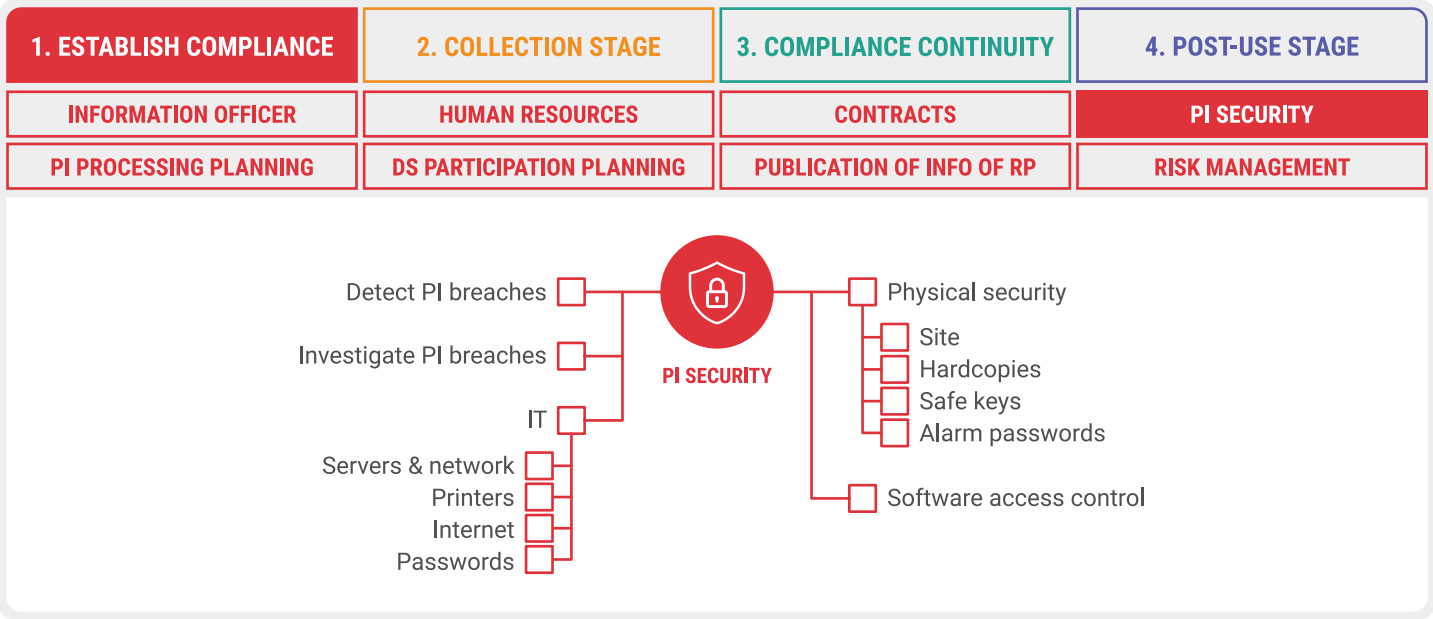 1. ESTABLISH COMPLIANCE
2. COLLECTION STAGE
3. COMPLIANCE CONTINUITY
4. POST-USE STAGE
INFORMATION OFFICER
HUMAN RESOURCES
CONTRACTS
PI SECURITY
PI PROCESSING PLANNING
DS PARTICIPATION PLANNING
PUBLICATION OF INFO OF RP
RISK MANAGEMENT
Detect PI breaches
Investigate PI breaches
IT
Servers & network
Printers
Internet
Passwords
PI SECURITY
Physical security
Site
Hardcopies
Safe keys
Alarm passwords
Software access control